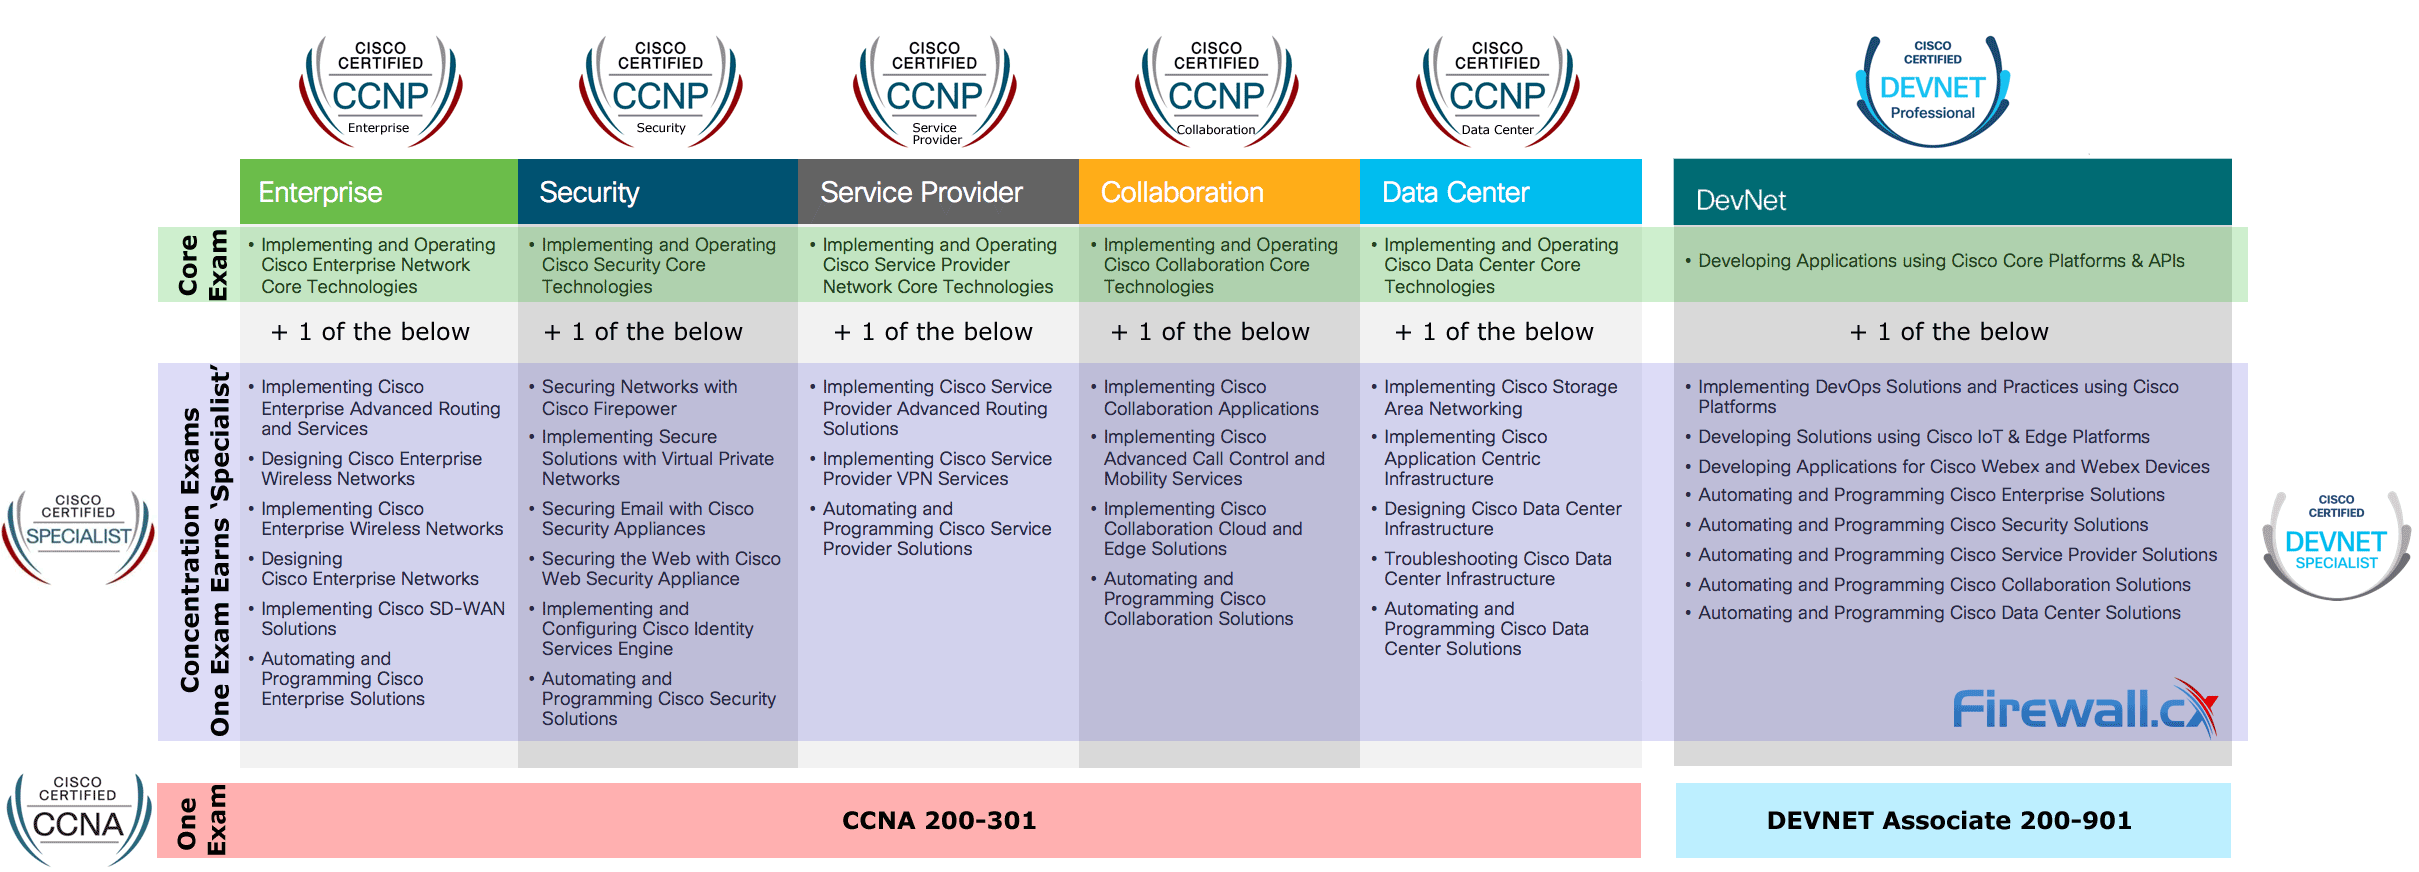 CISCO
CERTIFIED
CCNP
Enterprise
CISCO
CERTIFIED
CCNP
Security
CISCO
CERTIFIED
CCNP
Service
Provider
CISCO
CERTIFIED
CCNP
Collaboration
CISCO
CERTIFIED
CCNP
Data Center
CISCO
CERTIFIED
DEVNET
Professional
Enterprise
Security
Service Provider
Collaboration
Data Center
DevNet
Core
Exam
• Implementing and Operating
Cisco Enterprise Network
Core Technologies
• Implementing and Operating
Cisco Security Core
Technologies
• Implementing and Operating
Cisco Service Provider
Network Core Technologies
• Implementing and Operating
Cisco Collaboration Core
Technologies
• Implementing and Operating
Cisco Data Center Core
Technologies
• Developing Applications using Cisco Core Platforms & APIs
+ 1 of the below
+ 1 of the below
+ 1 of the below
+ 1 of the below
+ 1 of the below
+ 1 of the below
CISCO
CERTIFIED
SPECIALIST
Concentration Exams
One Exam Earns ‘Specialist’
• Implementing Cisco
Enterprise Advanced Routing
and Services
• Designing Cisco Enterprise
Wireless Networks
• Implementing Cisco
Enterprise Wireless Networks
• Designing
Cisco Enterprise Networks
• Implementing Cisco SD-WAN
Solutions
• Automating and
Programming Cisco
Enterprise Solutions
• Securing Networks with
Cisco Firepower
• Implementing Secure
Solutions with Virtual Private
Networks
• Securing Email with Cisco
Security Appliances
• Securing the Web with Cisco
Web Security Appliance
• Implementing and
Configuring Cisco Identity
Services Engine
• Automating and
Programming Cisco Security
Solutions
• Implementing Cisco Service
Provider Advanced Routing
Solutions
• Implementing Cisco Service
Provider VPN Services
• Automating and
Programming Cisco Service
Provider Solutions
• Implementing Cisco
Collaboration Applications
• Implementing Cisco
Advanced Call Control and
Mobility Services
• Implementing Cisco
Collaboration Cloud and
Edge Solutions
• Automating and
Programming Cisco
Collaboration Solutions
• Implementing Cisco Storage
Area Networking
• Implementing Cisco
Application Centric
Infrastructure
• Designing Cisco Data Center
Infrastructure
• Troubleshooting Cisco Data
Center Infrastructure
• Automating and
Programming Cisco Data
Center Solutions
• Implementing DevOps Solutions and Practices using Cisco
Platforms
• Developing Solutions using Cisco IoT & Edge Platforms
• Developing Applications for Cisco Webex and Webex Devices
• Automating and Programming Cisco Enterprise Solutions
• Automating and Programming Cisco Security Solutions
• Automating and Programming Cisco Service Provider Solutions
• Automating and Programming Cisco Collaboration Solutions
• Automating and Programming Cisco Data Center Solutions
Firewall.cx
CISCO
CERTIFIED
DEVNET
SPECIALIST
CISCO
CERTIFIED
CCNA
One
Exam
CCNA 200-301
DEVNET Associate 200-901